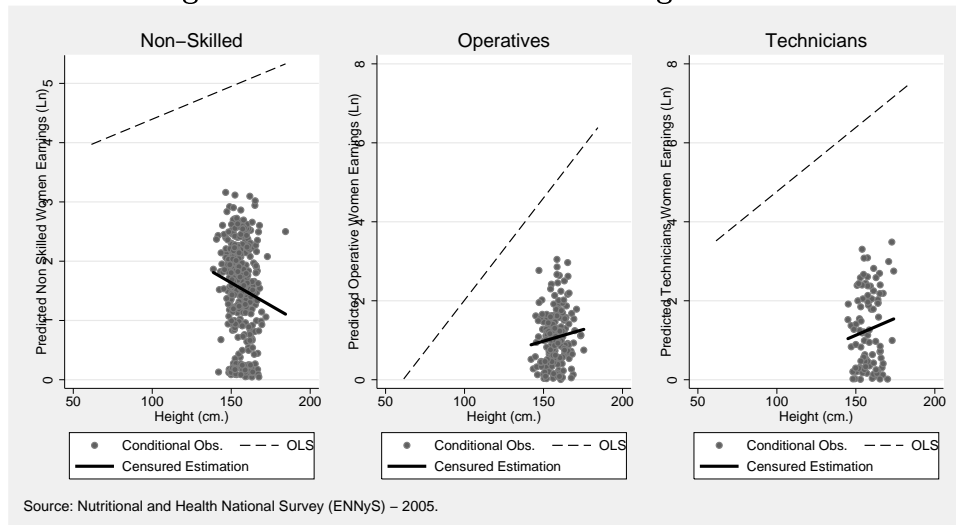 Non−Skilled
Predicted Non Skilled Women Earnings (Ln)
0
1
2
3
4
5
50
100
150
200
Height (cm.)
Conditional Obs.
OLS
Censured Estimation
Operatives
Predicted Operative Women Earnings (Ln)
0
2
4
6
8
50
100
150
200
Height (cm.)
Conditional Obs.
OLS
Censured Estimation
Technicians
Predicted Technicians Women Earnings (Ln)
0
2
4
6
8
50
100
150
200
Height (cm.)
Conditional Obs.
OLS
Censured Estimation
Source: Nutritional and Health National Survey (ENNyS) − 2005.